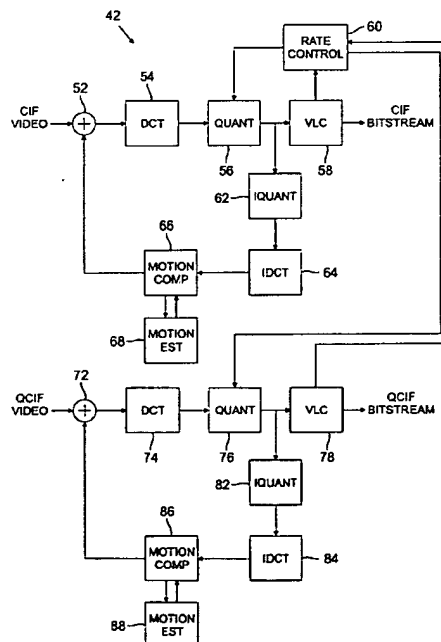 42
60
RATE
CONTROL
52
54
CIF
VIDEO
+
DCT
QUANT
VLC
CIF
BITSTREAM
56
58
62
IQUANT
66
MOTION
COMP
IDCT
64
68
MOTION
EST
72
QCIF
VIDEO
+
DCT
QUANT
VLC
QCIF
BITSTREAM
74
76
78
82
IQUANT
86
MOTION
COMP
IDCT
84
88
MOTION
EST